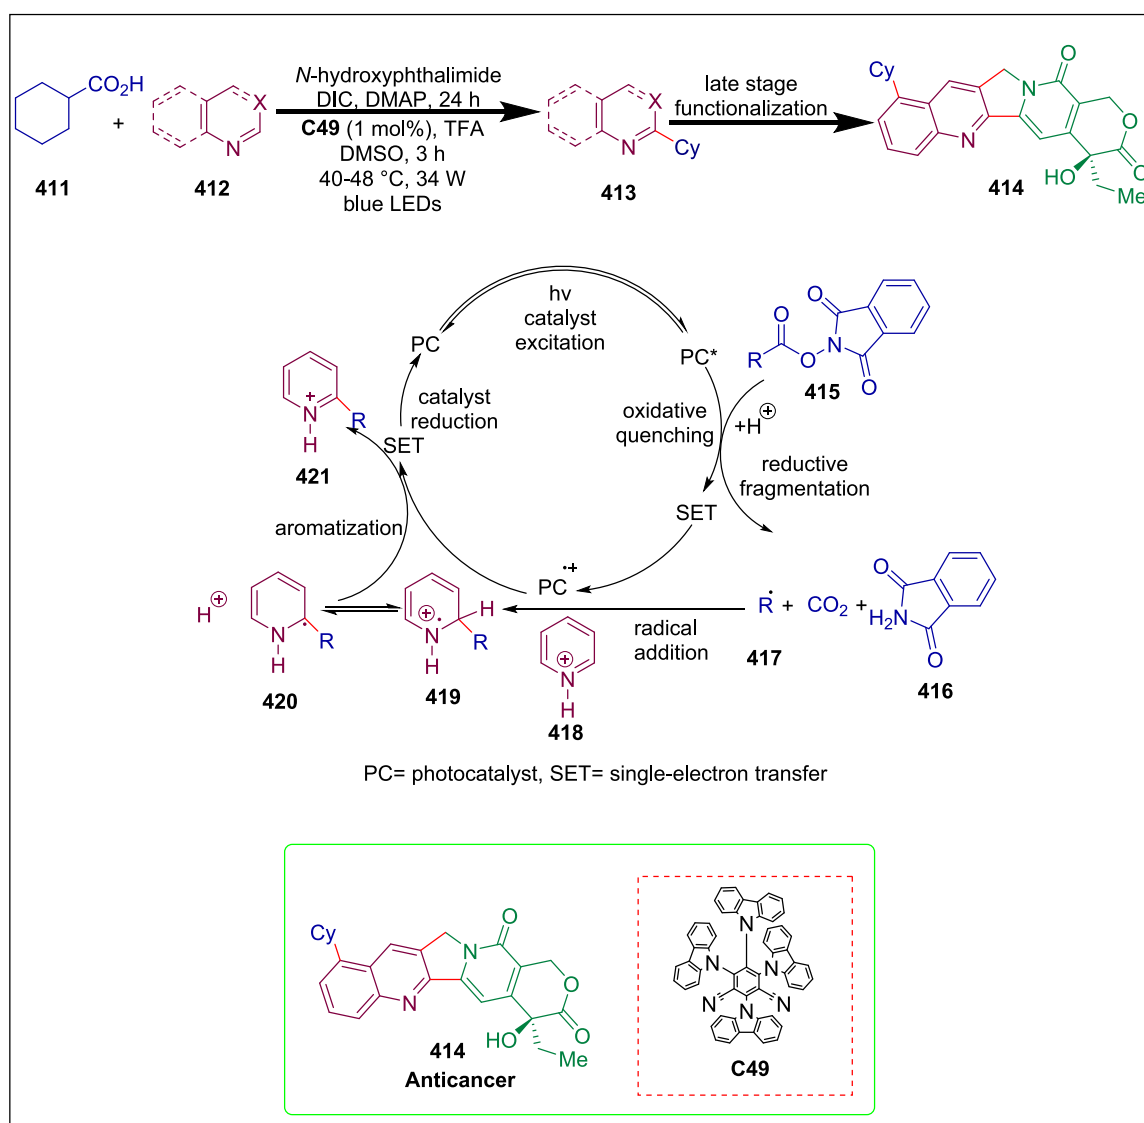 CO2H
+
411
X
N
412
N-hydroxyphthalimide
DIC, DMAP, 24 h
C49 (1 mol%), TFA
DMSO, 3 h
40-48 °C, 34 W
blue LEDs
X
N
Cy
413
late stage
functionalization
Cy
N
N
O
O
O
HO
Me
414
hv
catalyst
excitation
PC
PC*
O
R
O
N
O
O
415
catalyst
reduction
SET
oxidative
quenching
+H⊕
reductive
fragmentation
SET
N
+
H
R
421
aromatization
PC·+
H⊕
N
H
·
R
420
⊕·
N
H
H
R
419
⊕
N
H
418
radical
addition
R· + CO2 +
417
O
H2N
O
416
PC= photocatalyst, SET= single-electron transfer
Cy
N
N
O
O
O
HO
Me
414
Anticancer
N
N
N
N
N
N
C49